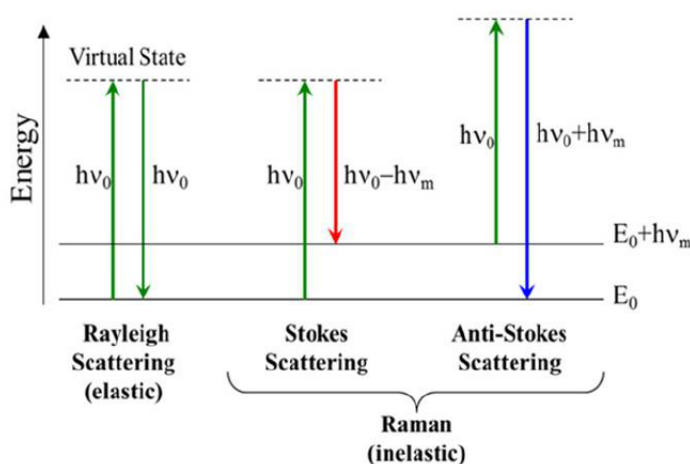 Virtual State
Energy
hν₀
hν₀
hν₀
hν₀–hνₘ
hν₀
hν₀+hνₘ
E₀+hνₘ
E₀
Rayleigh
Scattering
(elastic)
Stokes
Scattering
Anti-Stokes
Scattering
Raman
(inelastic)